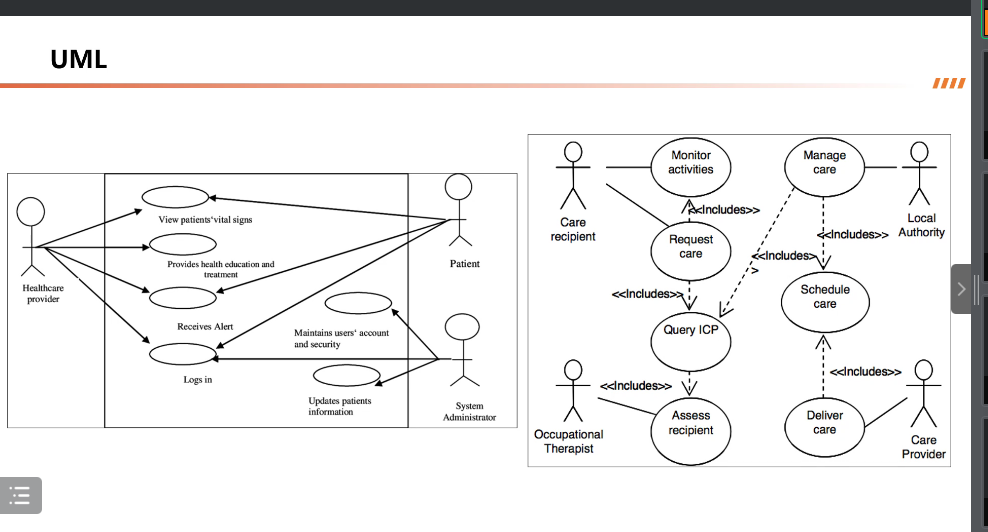 UML
View patients'vital signs
Provides health education and
treatment
Healthcare
provider
Patient
Receives Alert
Maintains users' account
and security
Logs in
Updates patients
information
System
Administrator
Monitor
activities
Manage
care
Care
recipient
<<Includes>>
Local
Authority
Request
care
<<Includes>>
<<Includes>
>
<<Includes>>
Schedule
care
Query ICP
<<Includes>>
<<Includes>>
Assess
recipient
Deliver
care
Occupational
Therapist
Care
Provider